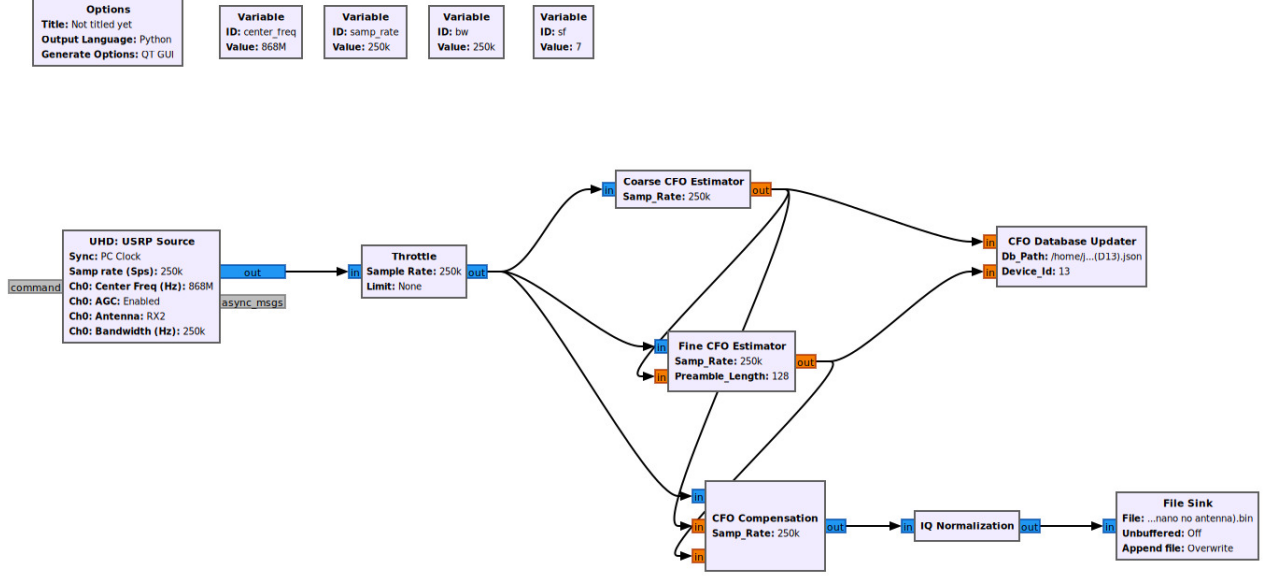 Options
Title: Not titled yet
Output Language: Python
Generate Options: QT GUI
Variable
ID: center_freq
Value: 868M
Variable
ID: samp_rate
Value: 250k
Variable
ID: bw
Value: 250k
Variable
ID: sf
Value: 7
UHD: USRP Source
Sync: PC Clock
Samp rate (Sps): 250k
Ch0: Center Freq (Hz): 868M
Ch0: AGC: Enabled
Ch0: Antenna: RX2
Ch0: Bandwidth (Hz): 250k
command
out
async_msgs
in
Throttle
Sample Rate: 250k
Limit: None
out
in
Coarse CFO Estimator
Samp_Rate: 250k
out
in
in
Fine CFO Estimator
Samp_Rate: 250k
Preamble_Length: 128
out
in
in
CFO Database Updater
Db_Path: /home/j...(D13).json
Device_Id: 13
in
in
in
CFO Compensation
Samp_Rate: 250k
out
in
IQ Normalization
out
in
File Sink
File: ...nano no antenna).bin
Unbuffered: Off
Append file: Overwrite